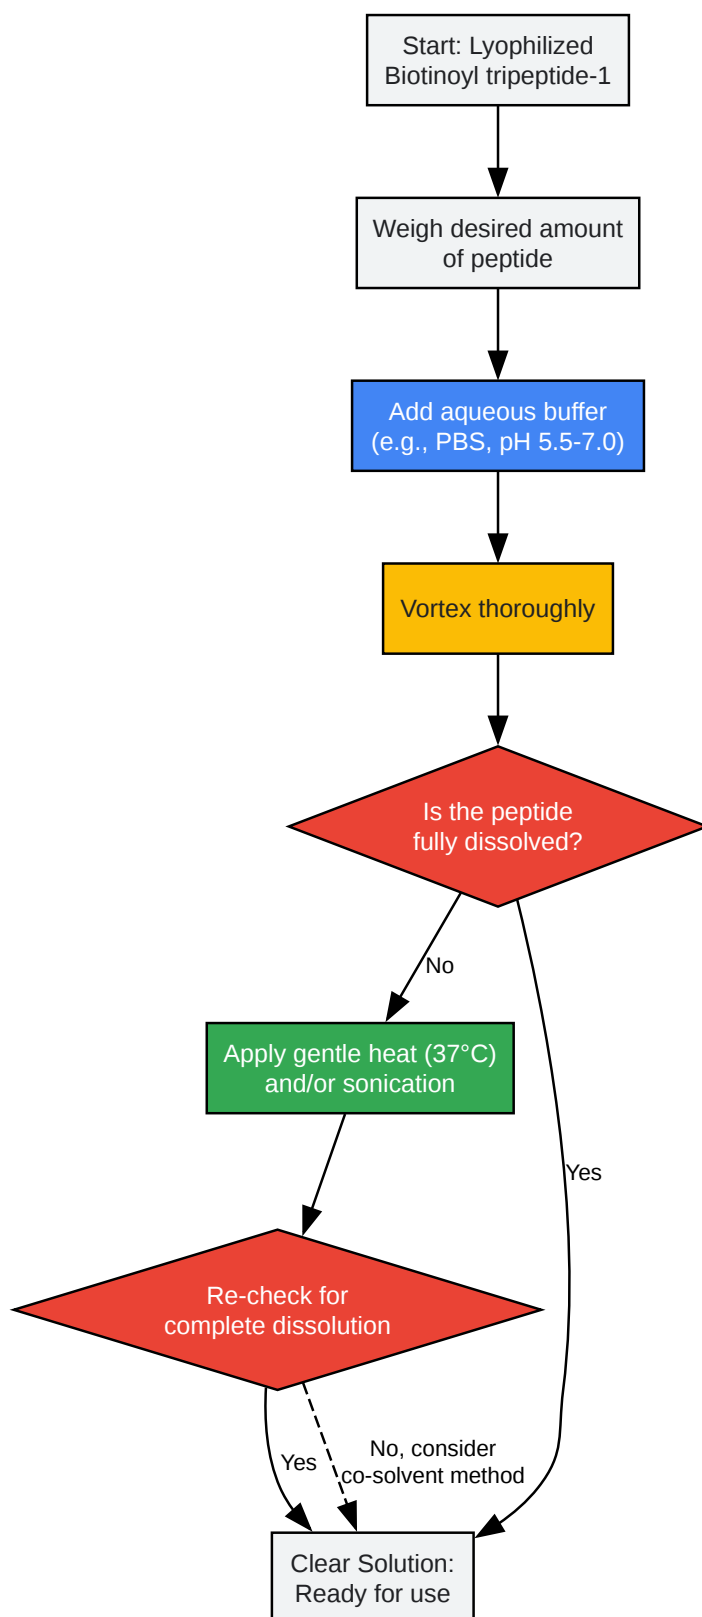 Start: Lyophilized
Biotinoyl tripeptide-1
Weigh desired amount
of peptide
Add aqueous buffer
(e.g., PBS, pH 5.5-7.0)
Vortex thoroughly
Is the peptide
fully dissolved?
No
Apply gentle heat (37°C)
and/or sonication
Yes
Re-check for
complete dissolution
Yes
No, consider
co-solvent method
Clear Solution:
Ready for use